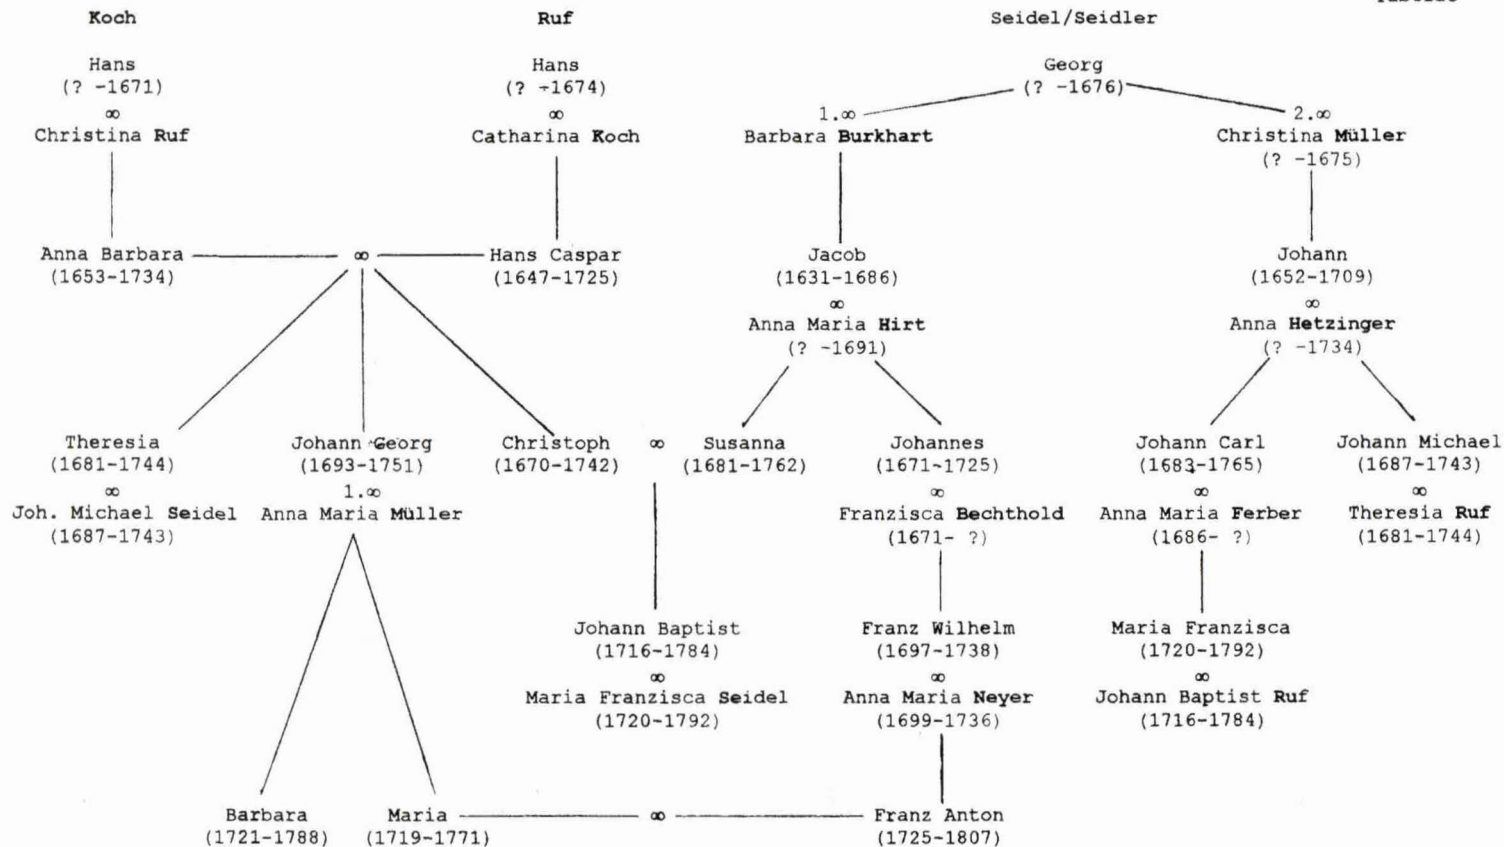 Koch Ruf Seidel/Seidler
Hans Hans Georg
(? -1671) (? -1674) (? -1676)
∞ ∞ 1.∞ 2.∞
Christina Ruf Catharina Koch Barbara Burkhart Christina Müller
(? -1675)
Anna Barbara ∞ Hans Caspar Jacob Johann
(1653-1734) (1647-1725) (1631-1686) (1652-1709)
∞ ∞
Anna Maria Hirt Anna Hetzinger
(? -1691) (? -1734)
Theresia Johann Georg Christoph ∞ Susanna Johannes Johann Carl Johann Michael
(1681-1744) (1693-1751) (1670-1742) (1681-1762) (1671-1725) (1683-1765) (1687-1743)
∞ 1.∞ ∞ ∞ ∞
Joh. Michael Seidel Anna Maria Müller Franzisca Bechthold Anna Maria Ferber Theresia Ruf
(1687-1743) (1671- ?) (1686- ?) (1681-1744)
Johann Baptist Franz Wilhelm Maria Franzisca
(1716-1784) (1697-1738) (1720-1792)
∞ ∞ ∞
Maria Franzisca Seidel Anna Maria Neyer Johann Baptist Ruf
(1720-1792) (1699-1736) (1716-1784)
Barbara Maria ∞ Franz Anton
(1721-1788) (1719-1771) (1725-1807)